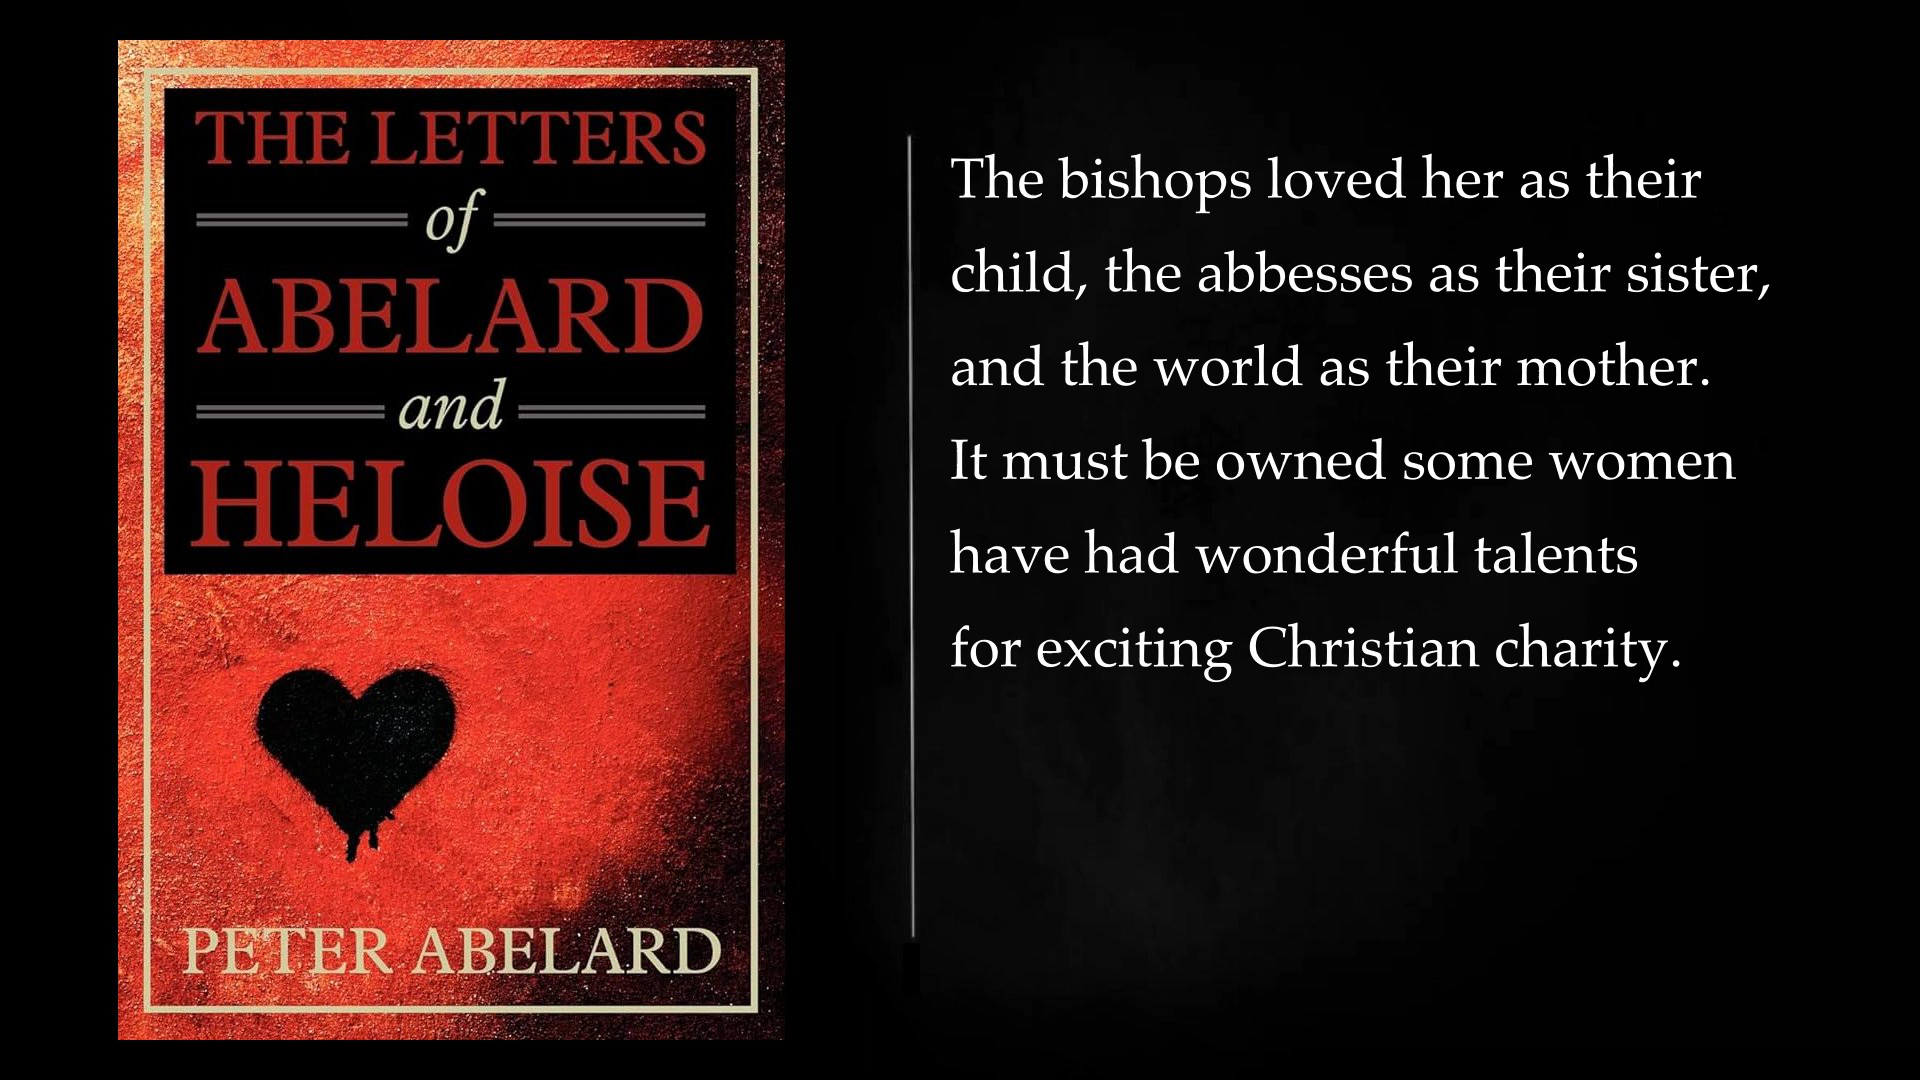 THE LETTERS
of
ABELARD
and
HELOISE
PETER ABELARD
The bishops loved her as their
child, the abbesses as their sister,
and the world as their mother.
It must be owned some women
have had wonderful talents
for exciting Christian charity.